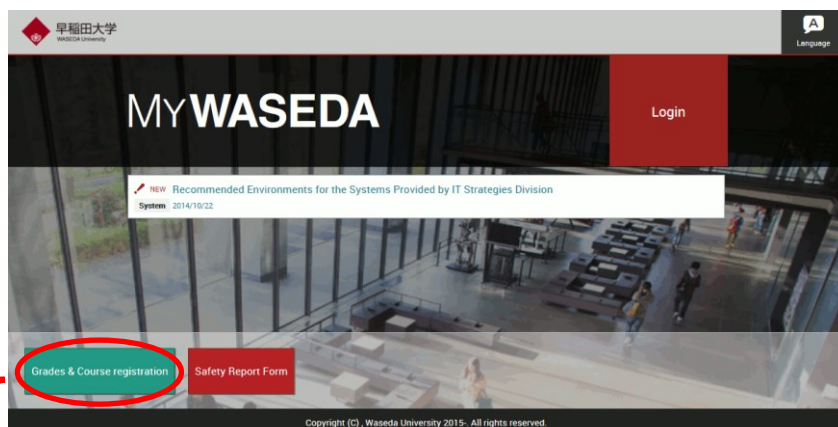 早稲田大学
WASEDA University
A
Language
MYWASEDA
Login
NEW Recommended Environments for the Systems Provided by IT Strategies Division
System 2014/10/22
Grades & Course registration
Safety Report Form
Copyright (C) , Waseda University 2015-. All rights reserved.